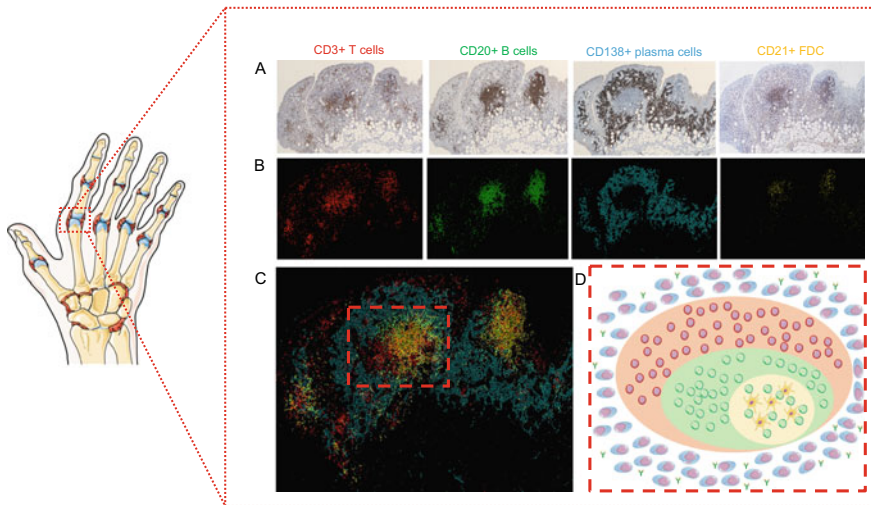 CD3+ T cells
CD20+ B cells
CD138+ plasma cells
CD21+ FDC
A
B
C
D